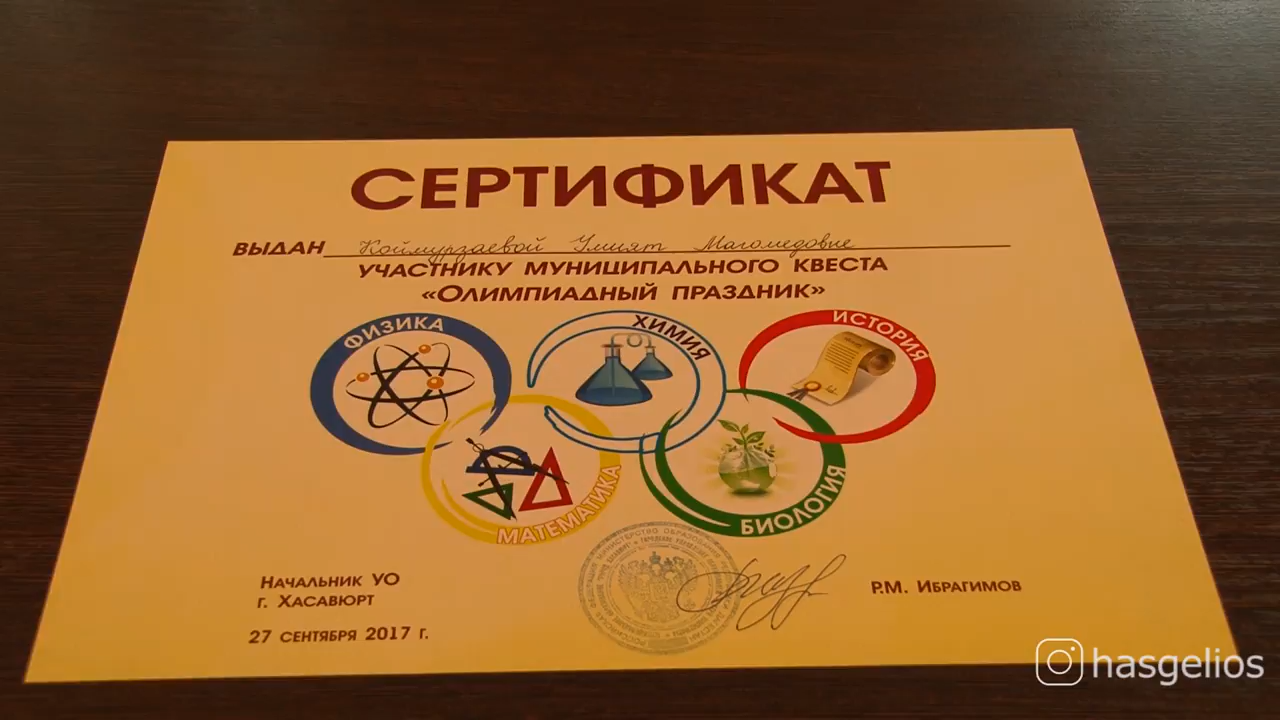 СЕРТИФИКАТ
ВЫДАН Коймурзаевой Умият Магомедовне
УЧАСТНИКУ МУНИЦИПАЛЬНОГО КВЕСТА
«ОЛИМПИАДНЫЙ ПРАЗДНИК»
ФИЗИКА
ХИМИЯ
ИСТОРИЯ
МАТЕМАТИКА
БИОЛОГИЯ
НАЧАЛЬНИК УО
Г. ХАСАВЮРТ
Р.М. ИБРАГИМОВ
27 СЕНТЯБРЯ 2017 Г.
hasgelios